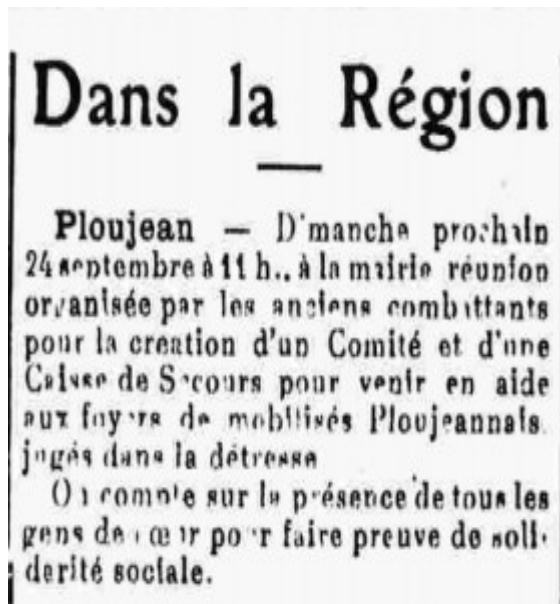 Dans la Région
Ploujean — Dimanche prochain
24 septembre à 11 h., à la mairie réunion
organisée par les anciens combattants
pour la création d'un Comité et d'une
Caisse de Secours pour venir en aide
aux foyers de mobilisés Ploujeannais
jugés dans la détresse
On compte sur la présence de tous les
gens de cœur pour faire preuve de soli-
derité sociale.